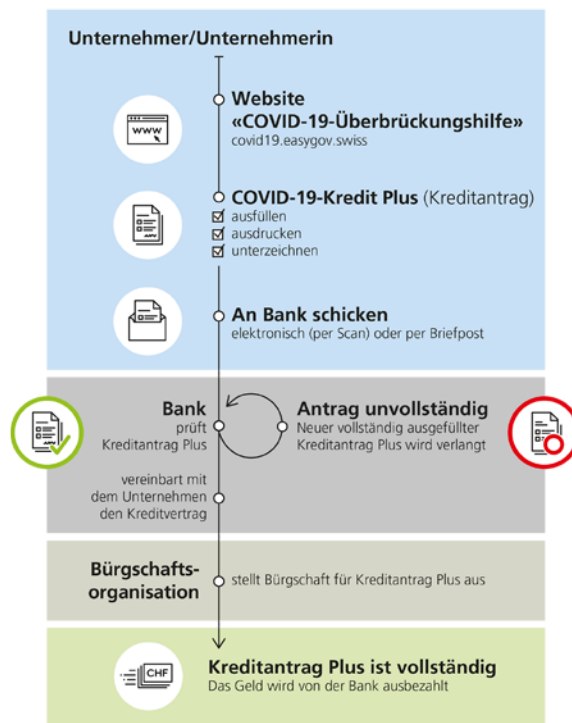 Unternehmer/Unternehmerin
Website
«COVID-19-Überbrückungshilfe»
covid19.easygov.swiss
www
COVID-19-Kredit Plus (Kreditantrag)
ausfüllen
ausdrucken
unterzeichnen
An Bank schicken
elektronisch (per Scan) oder per Briefpost
Bank
prüft
Kreditantrag Plus
Antrag unvollständig
Neuer vollständig ausgefüllter
Kreditantrag Plus wird verlangt
vereinbart mit
dem Unternehmen
den Kreditvertrag
Bürgschafts-
organisation
stellt Bürgschaft für Kreditantrag Plus aus
CHF
Kreditantrag Plus ist vollständig
Das Geld wird von der Bank ausbezahlt